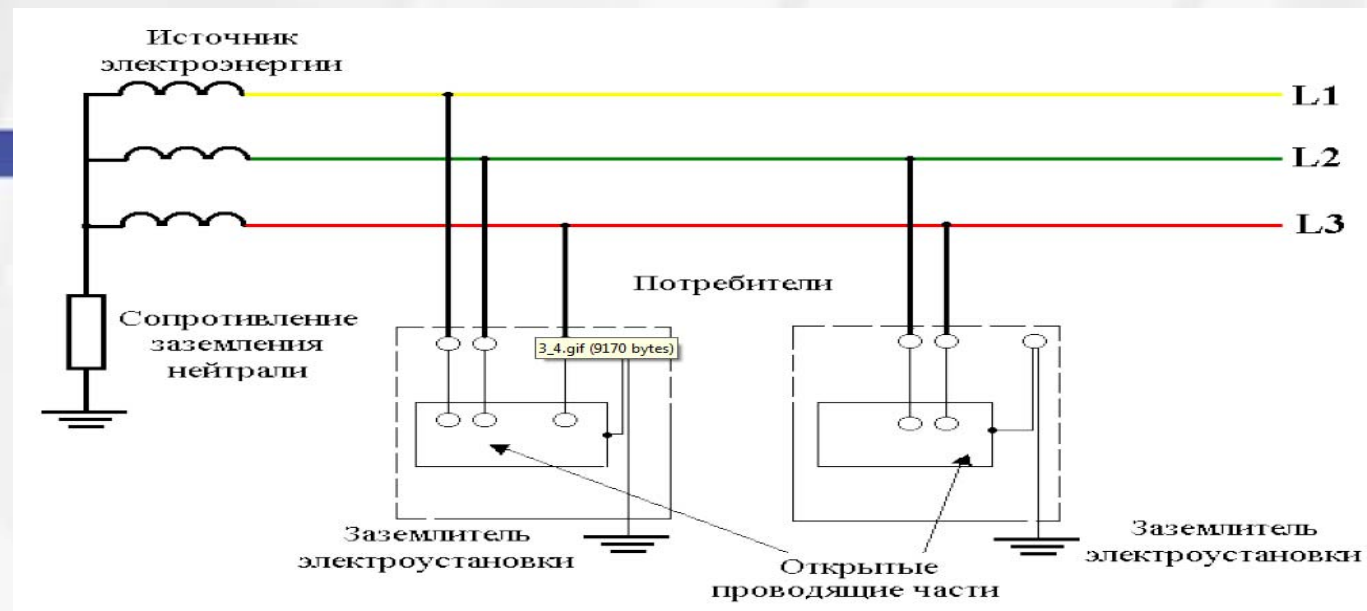 Источник
электроэнергии
L1
L2
L3
Потребители
Сопротивление
заземления
нейтрали
3_4.gif (9170 bytes)
Заземлитель
электроустановки
Открытые
проводящие части
Заземлитель
электроустановки